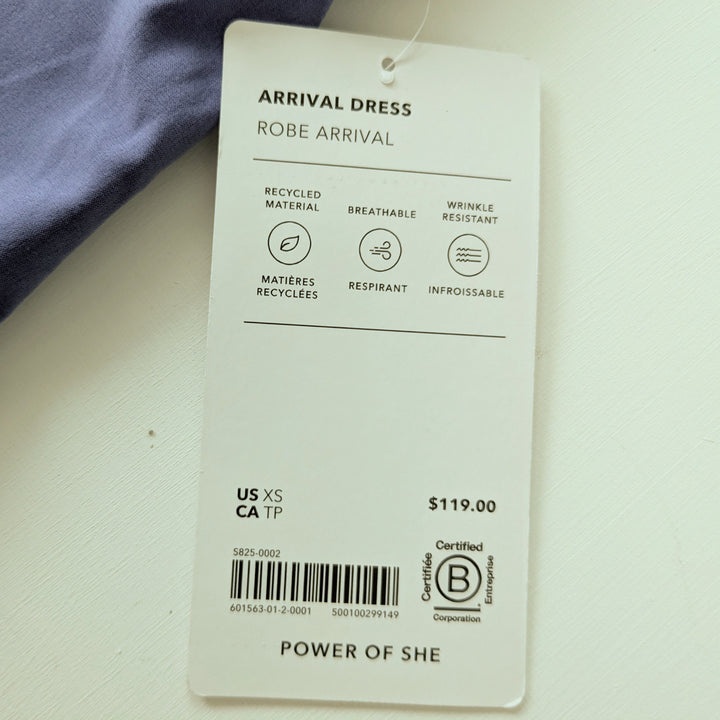 ARRIVAL DRESS
ROBE ARRIVAL
RECYCLED
MATERIAL
MATIÈRES
RECYCLÉES
BREATHABLE
RESPIRANT
WRINKLE
RESISTANT
INFROISSABLE
US XS
CA TP
$119.00
S825-0002
601563-01-2-0001 500100299149
Certified
Certifiée
B
Entreprise
Corporation
POWER OF SHE